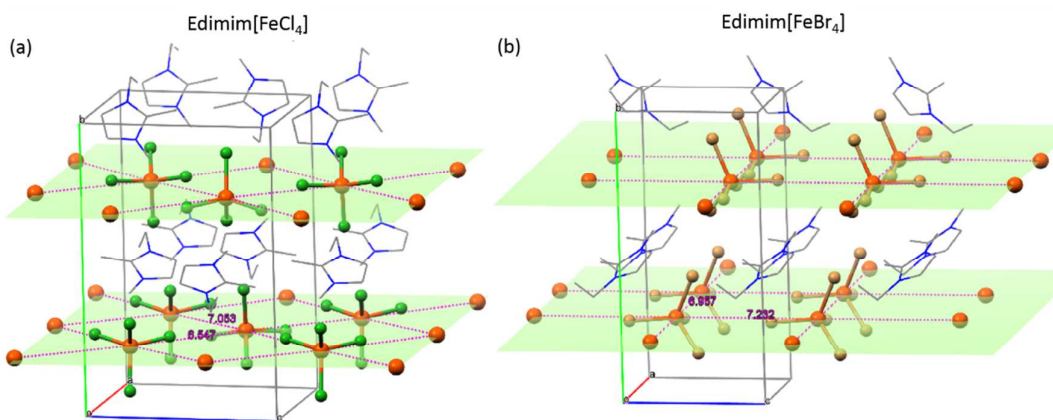 Edimim[FeCl4]
(a)
b
7.053
6.547
a
o
c
Edimim[FeBr4]
(b)
b
6.957
7.232
a
o
c